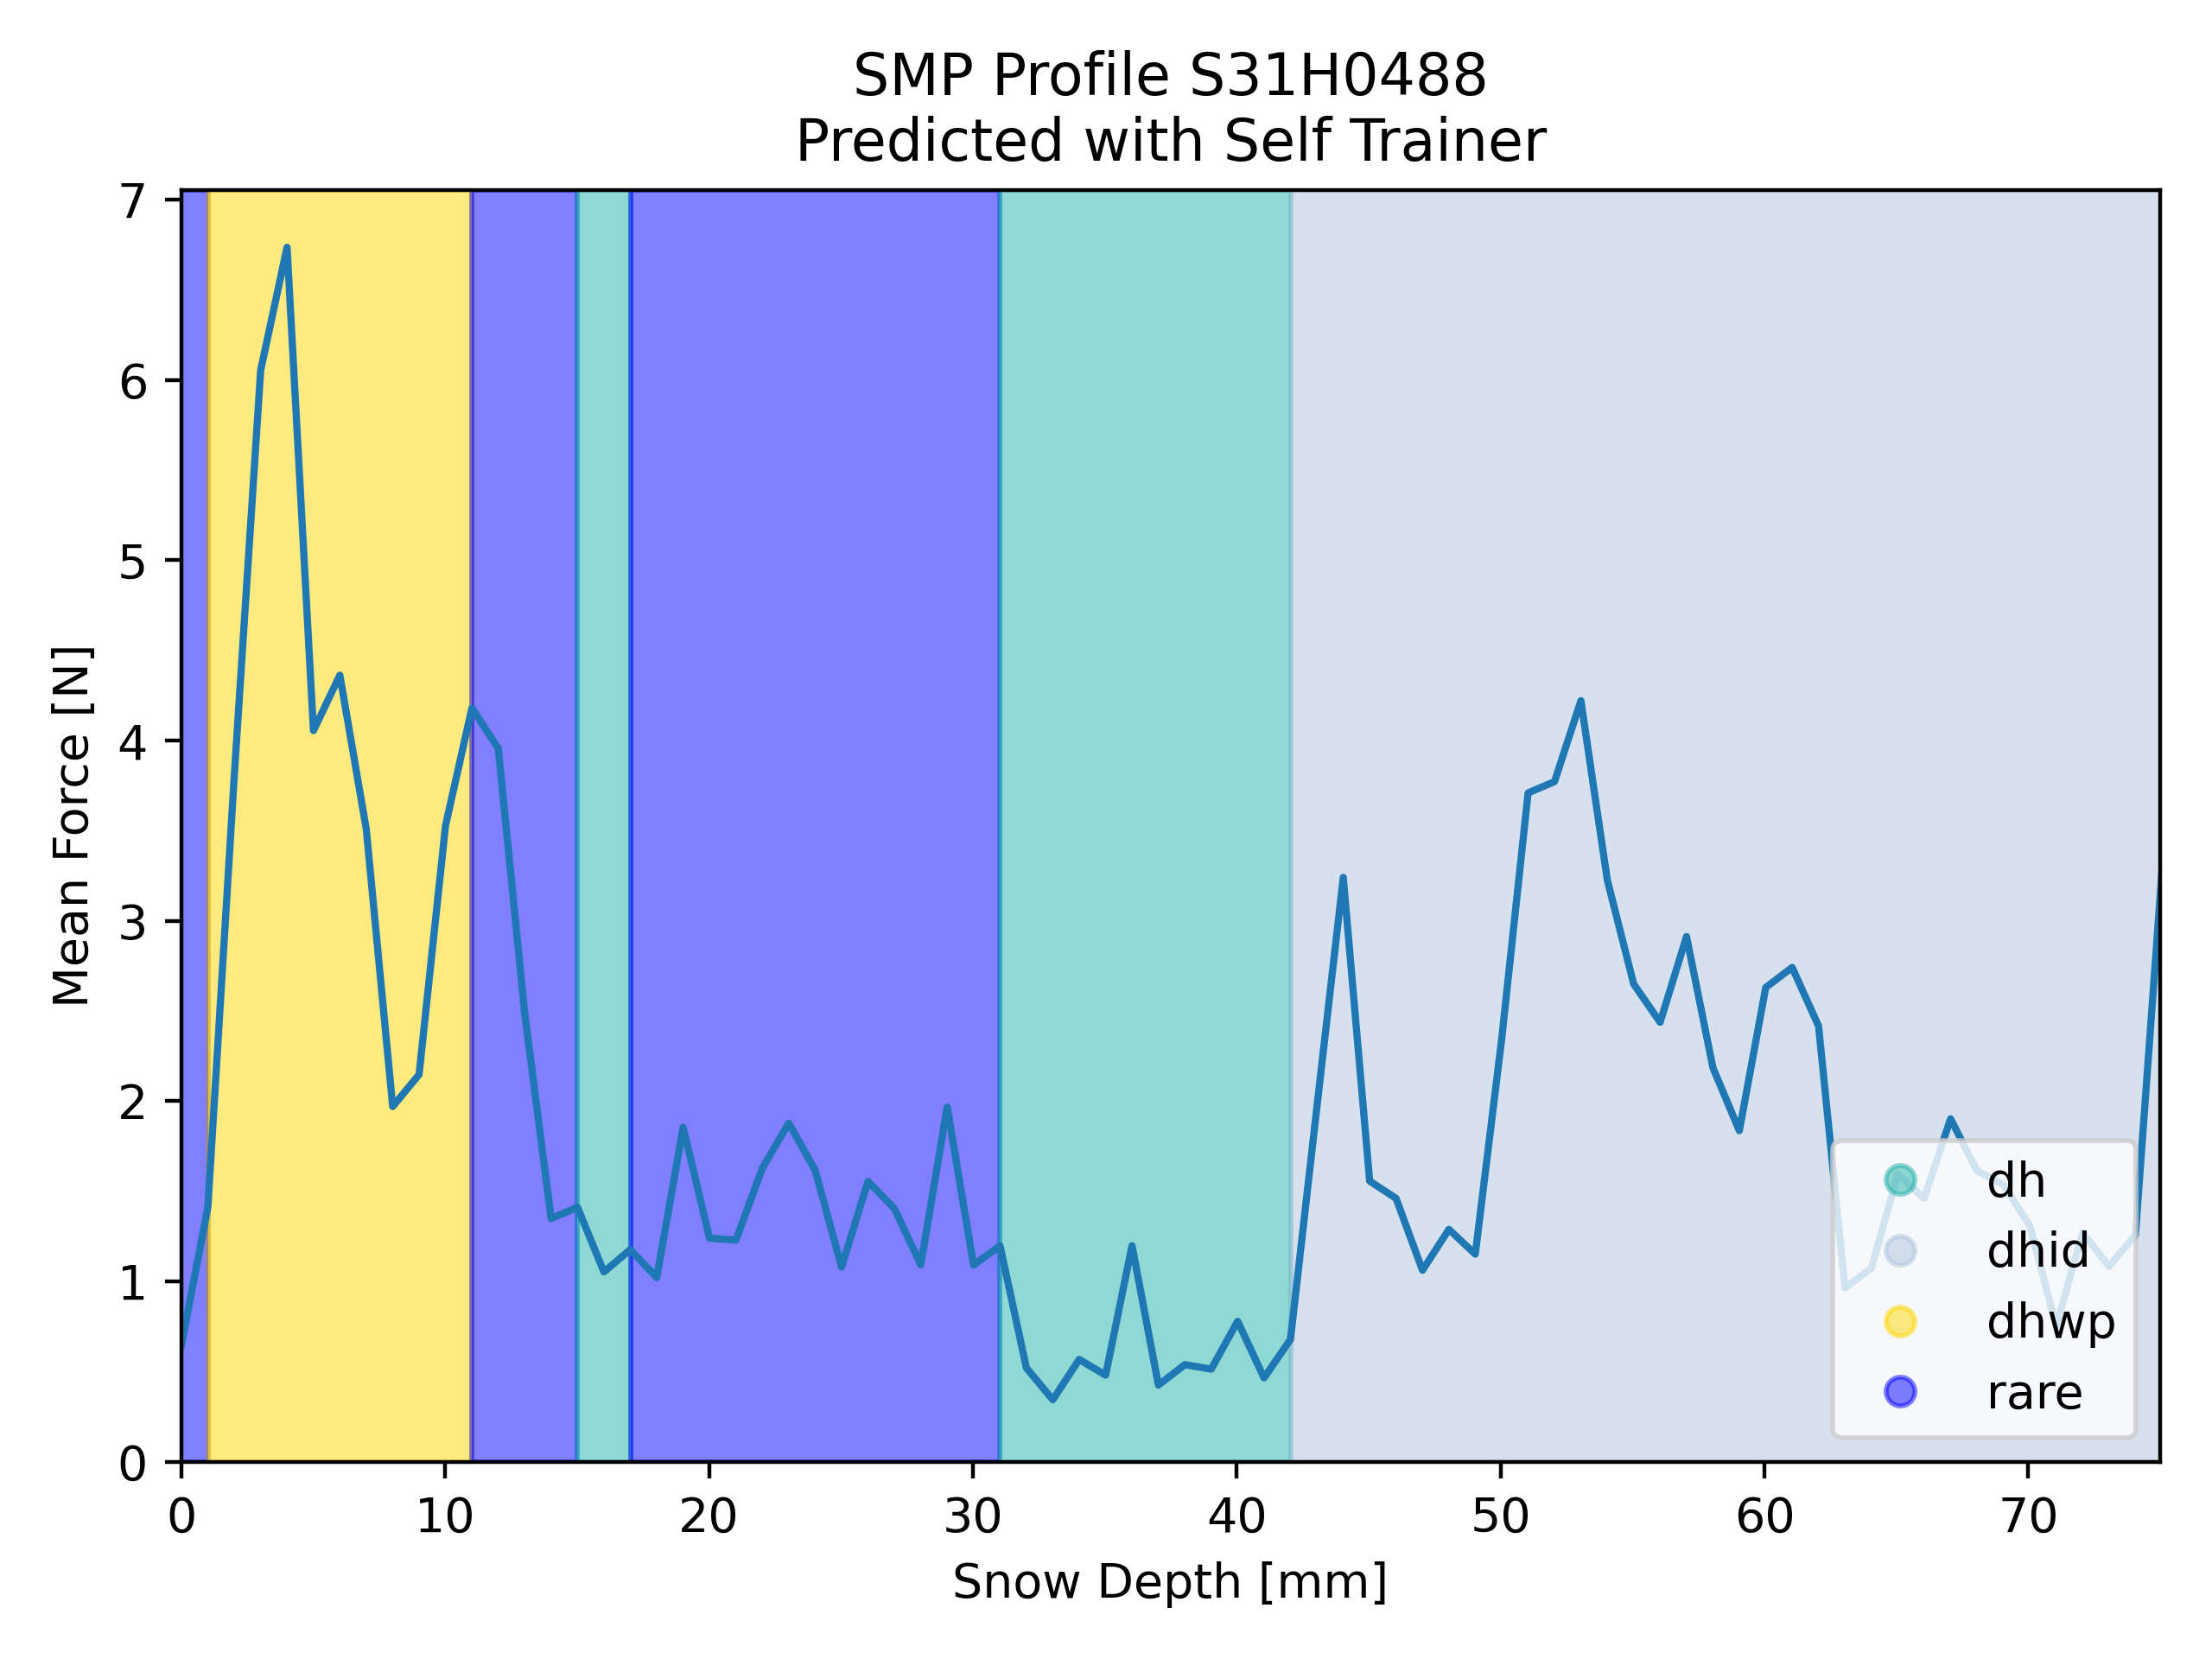 SMP Profile S31H0488
Predicted with Self Trainer
7
6
5
4
3
2
1
0
Mean Force [N]
0 10 20 30 40 50 60 70
Snow Depth [mm]
dh
dhid
dhwp
rare